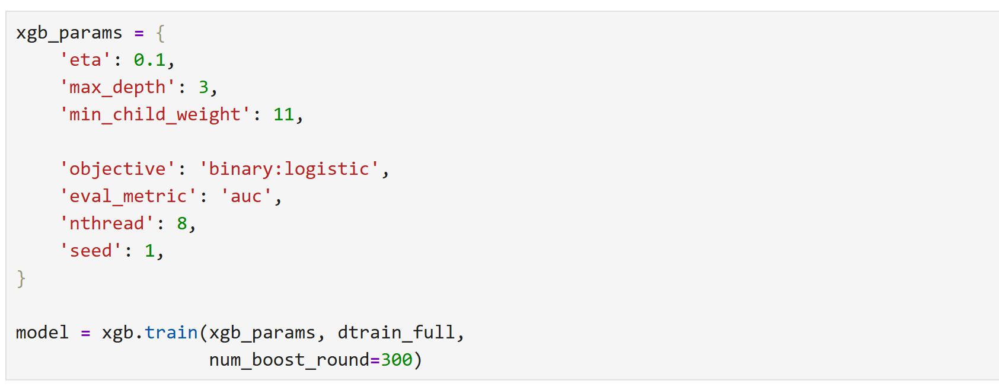 xgb_params = {
    'eta': 0.1,
    'max_depth': 3,
    'min_child_weight': 11,

    'objective': 'binary:logistic',
    'eval_metric': 'auc',
    'nthread': 8,
    'seed': 1,
}

model = xgb.train(xgb_params, dtrain_full,
                  num_boost_round=300)